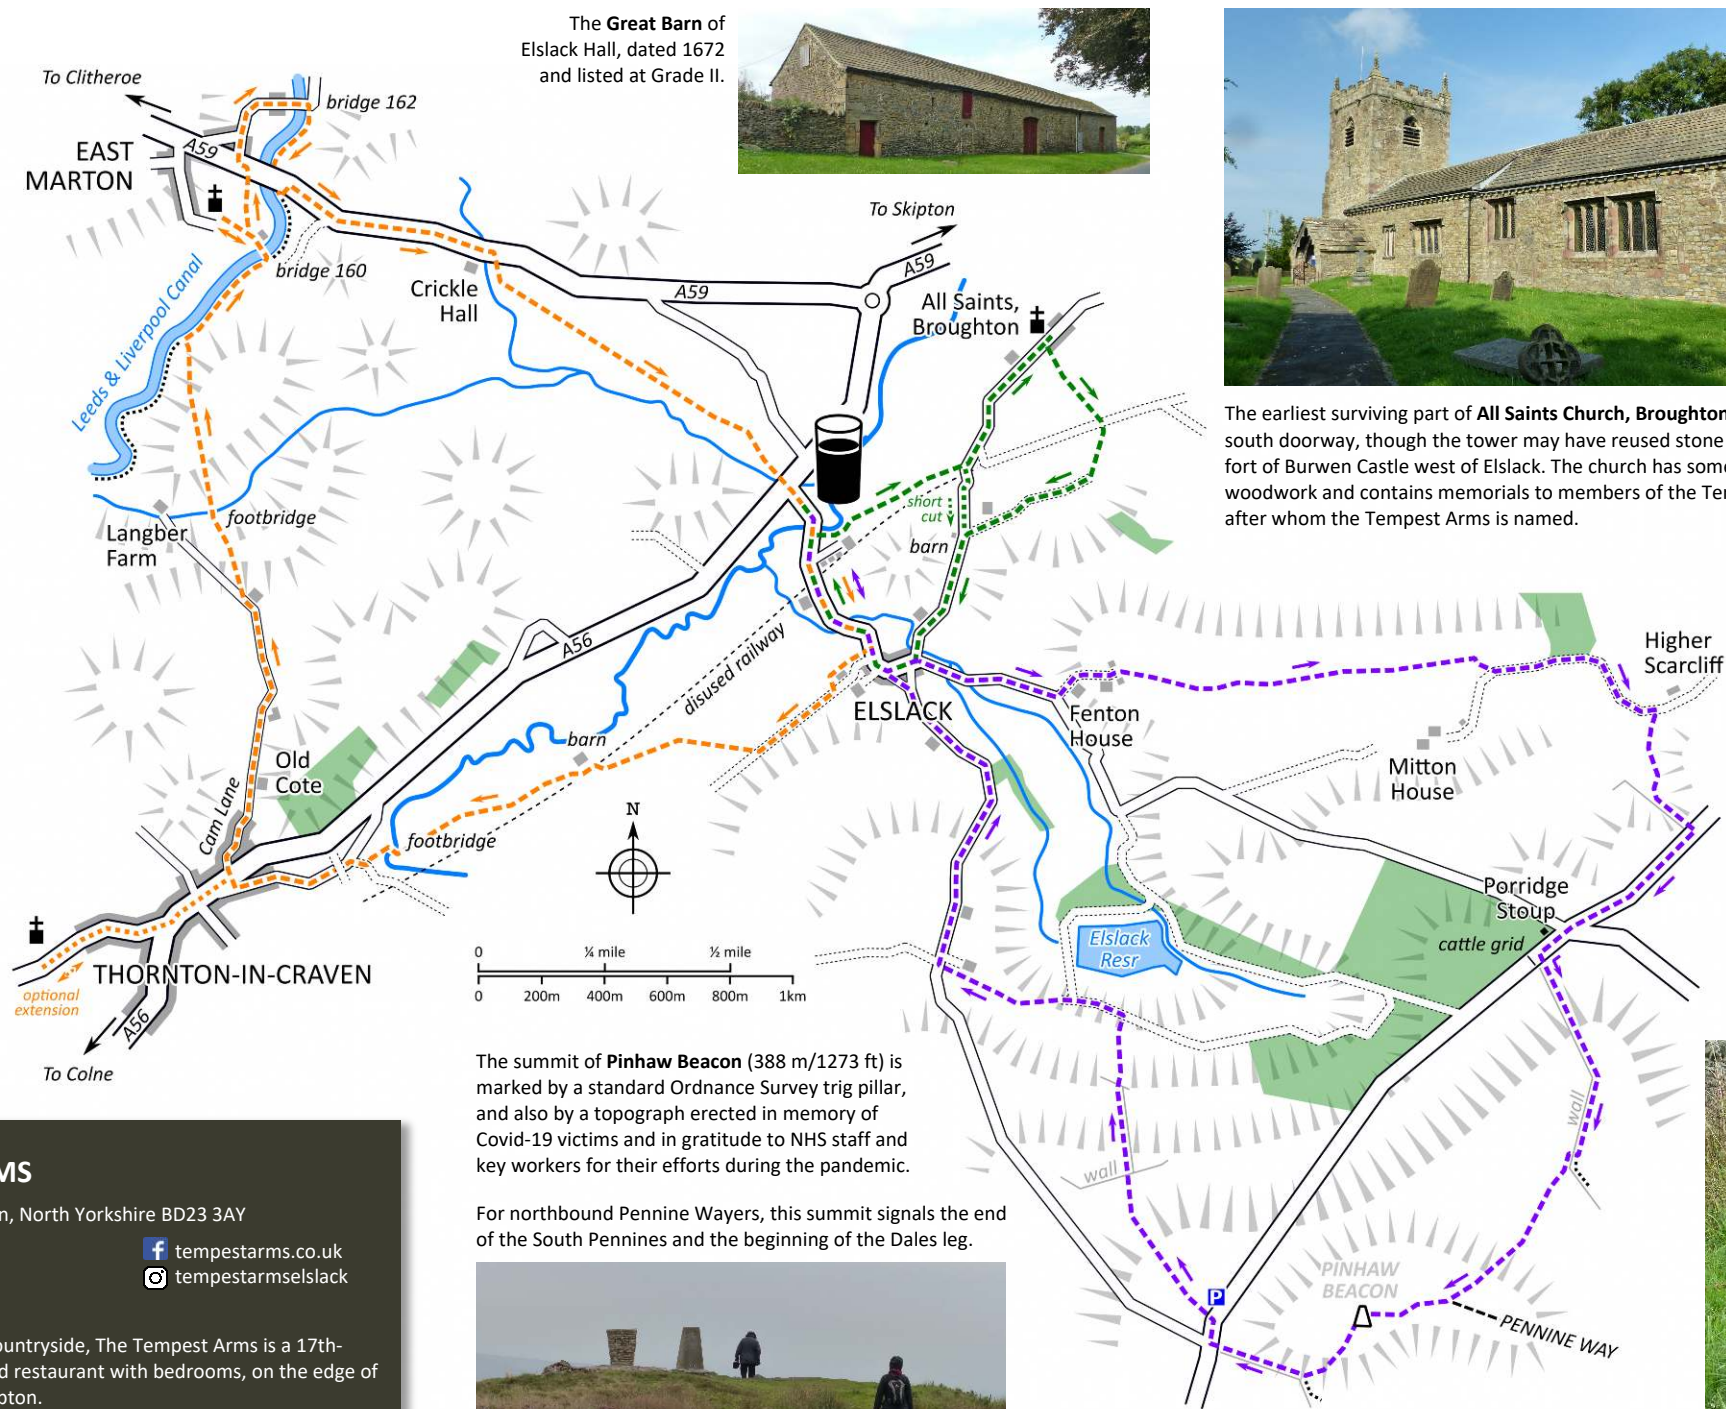 The Great Barn of
Elslack Hall, dated 1672
and listed at Grade II.
To Clitheroe
bridge 162
A59
EAST
MARTON
bridge 160
Leeds & Liverpool Canal
Crickle
Hall
A59
To Skipton
A59
All Saints,
Broughton
The earliest surviving part of All Saints Church, Broughton
south doorway, though the tower may have reused stone
fort of Burwen Castle west of Elslack. The church has some
woodwork and contains memorials to members of the Te
after whom the Tempest Arms is named.
short
cut
barn
Langber
Farm
footbridge
A56
disused railway
ELSLACK
Fenton
House
Higher
Scarcliff
Mitton
House
Old
Cote
Cam Lane
barn
footbridge
N
Porridge
Stoup
cattle grid
Elslack
Resr
THORNTON-IN-CRAVEN
optional
extension
A56
To Colne
0 ¼ mile ½ mile
0 200m 400m 600m 800m 1km
The summit of Pinhaw Beacon (388 m/1273 ft) is
marked by a standard Ordnance Survey trig pillar,
and also by a topograph erected in memory of
Covid-19 victims and in gratitude to NHS staff and
key workers for their efforts during the pandemic.
For northbound Pennine Wayers, this summit signals the end
of the South Pennines and the beginning of the Dales leg.
wall
wall
P
PINHAW
BEACON
PENNINE WAY
MS
n, North Yorkshire BD23 3AY
tempestarms.co.uk
tempestarmselslack
ountryside, The Tempest Arms is a 17th-
d restaurant with bedrooms, on the edge of
pton.